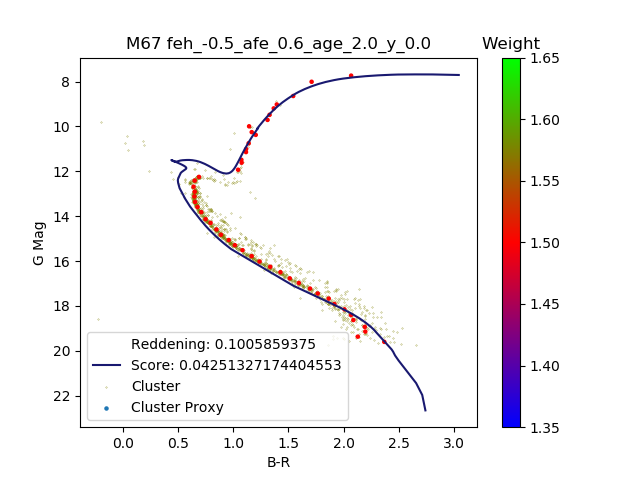 M67 feh_-0.5_afe_0.6_age_2.0_y_0.0 Weight
8
10
12
14
16
18
20
22
G Mag
0.0 0.5 1.0 1.5 2.0 2.5 3.0
B-R
Reddening: 0.1005859375
Score: 0.04251327174404553
Cluster
Cluster Proxy
1.65
1.60
1.55
1.50
1.45
1.40
1.35